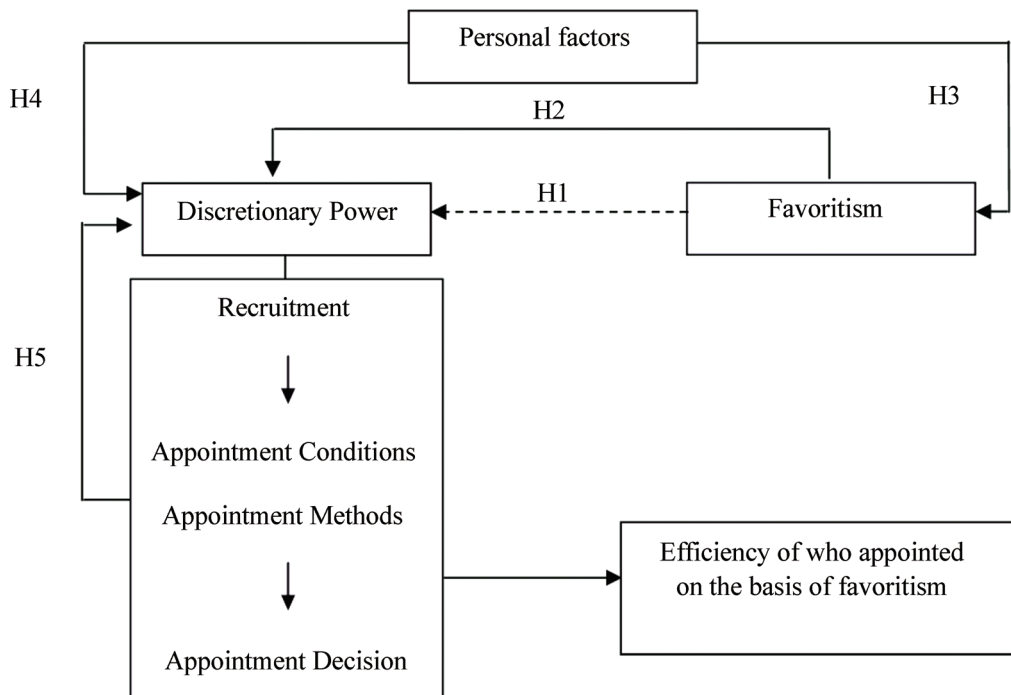 Personal factors
H4
H3
H2
Discretionary Power
H1
Favoritism
Recruitment
H5
Appointment Conditions
Appointment Methods
Efficiency of who appointed
on the basis of favoritism
Appointment Decision